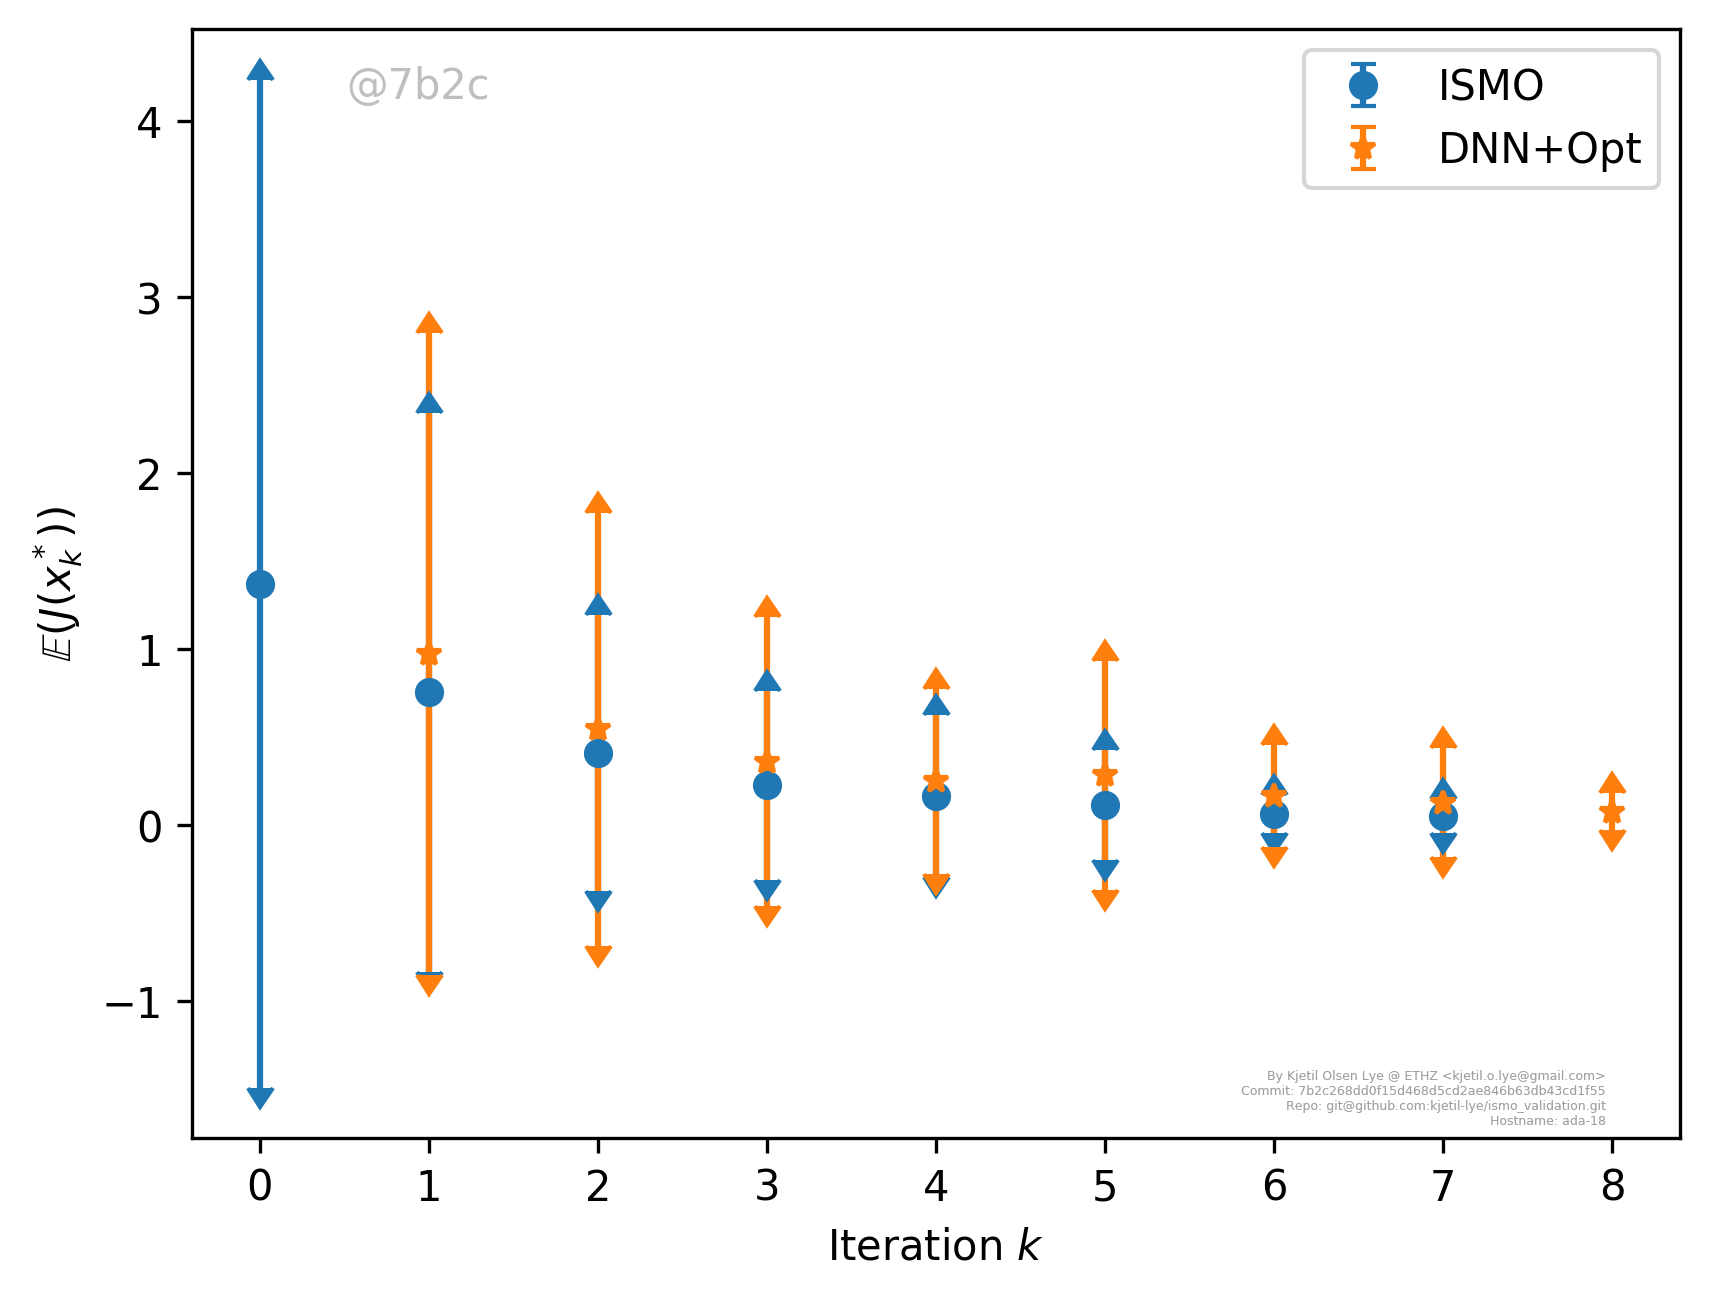 @7b2c
ISMO
DNN+Opt
4
3
2
1
0
−1
𝔼(J(x*k))
0 1 2 3 4 5 6 7 8
Iteration k
By Kjetil Olsen Lye @ ETHZ <kjetil.o.lye@gmail.com>
Commit: 7b2c268dd0f15d468d5cd2ae846b63db43cd1f55
Repo: git@github.com:kjetil-lye/ismo_validation.git
Hostname: ada-18